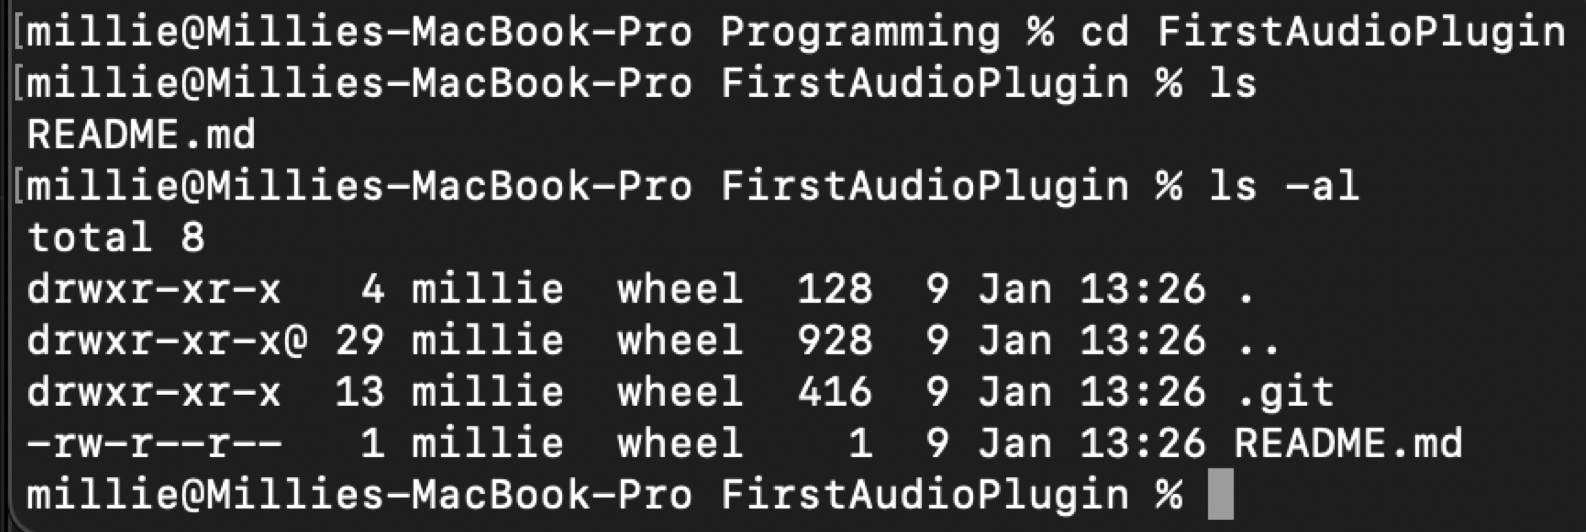 [millie@Millies-MacBook-Pro Programming % cd FirstAudioPlugin
[millie@Millies-MacBook-Pro FirstAudioPlugin % ls
README.md
[millie@Millies-MacBook-Pro FirstAudioPlugin % ls -al
total 8
drwxr-xr-x   4 millie  wheel  128  9 Jan 13:26 .
drwxr-xr-x@ 29 millie  wheel  928  9 Jan 13:26 ..
drwxr-xr-x  13 millie  wheel  416  9 Jan 13:26 .git
-rw-r--r--   1 millie  wheel    1  9 Jan 13:26 README.md
millie@Millies-MacBook-Pro FirstAudioPlugin %